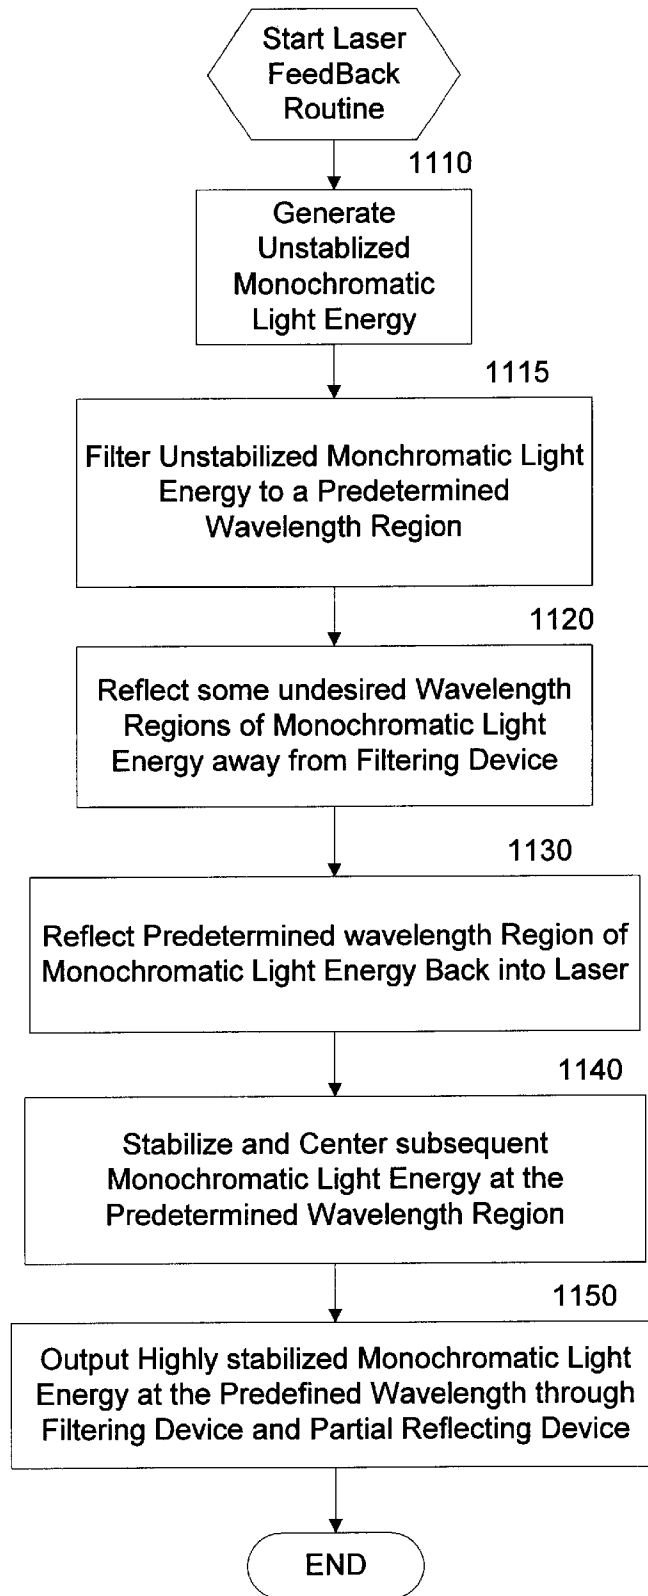 Start Laser
FeedBack
Routine
1110
Generate
Unstablized
Monochromatic
Light Energy
1115
Filter Unstabilized Monchromatic Light
Energy to a Predetermined
Wavelength Region
1120
Reflect some undesired Wavelength
Regions of Monochromatic Light
Energy away from Filtering Device
1130
Reflect Predetermined wavelength Region of
Monochromatic Light Energy Back into Laser
1140
Stabilize and Center subsequent
Monochromatic Light Energy at the
Predetermined Wavelength Region
1150
Output Highly stabilized Monochromatic Light
Energy at the Predefined Wavelength through
Filtering Device and Partial Reflecting Device
END